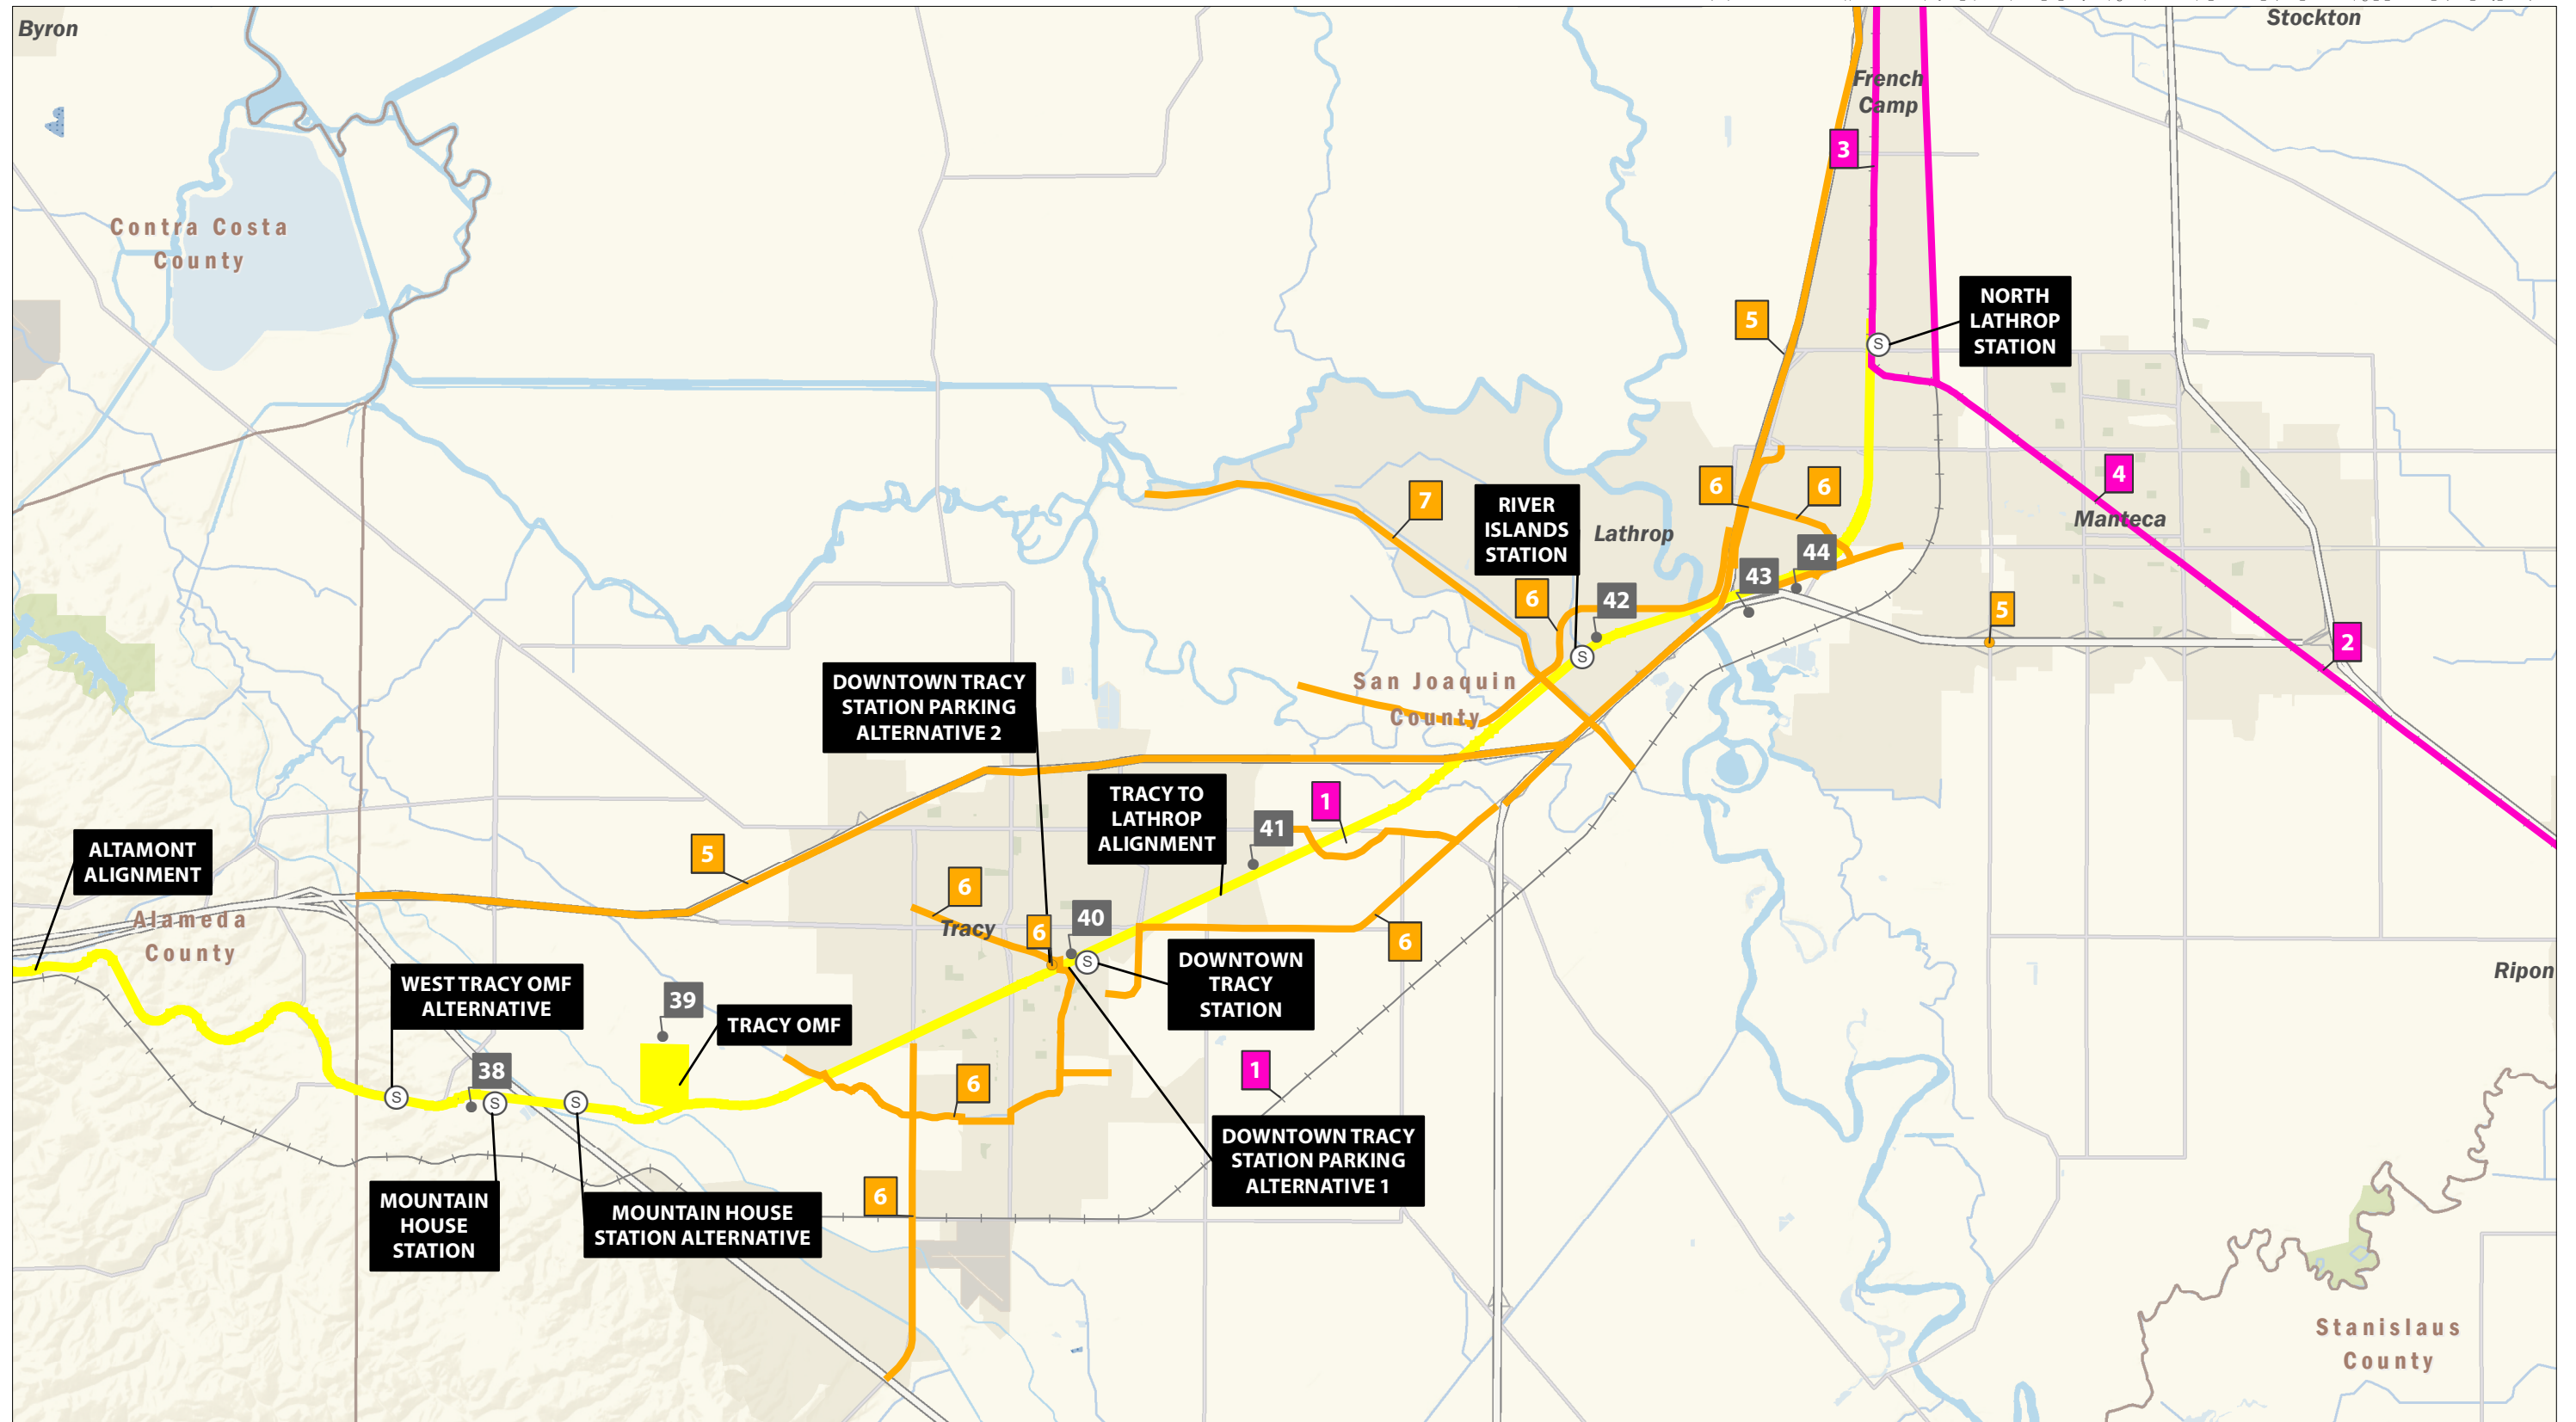 Byron
Stockton
French
Camp
3
Contra Costa
County
NORTH
LATHROP
STATION
S
5
4
Manteca
6
6
7
RIVER
ISLANDS
STATION
Lathrop
44
43
6
42
5
2
S
San Joaquin
County
DOWNTOWN TRACY
STATION PARKING
ALTERNATIVE 2
TRACY TO
LATHROP
ALIGNMENT
1
41
ALTAMONT
ALIGNMENT
5
6
Alameda
County
Tracy
6
40
S
6
DOWNTOWN
TRACY
STATION
Ripon
WEST TRACY OMF
ALTERNATIVE
39
TRACY OMF
38
S
S
S
6
1
DOWNTOWN TRACY
STATION PARKING
ALTERNATIVE 1
MOUNTAIN
HOUSE
STATION
MOUNTAIN HOUSE
STATION ALTERNATIVE
6
Stanislaus
County